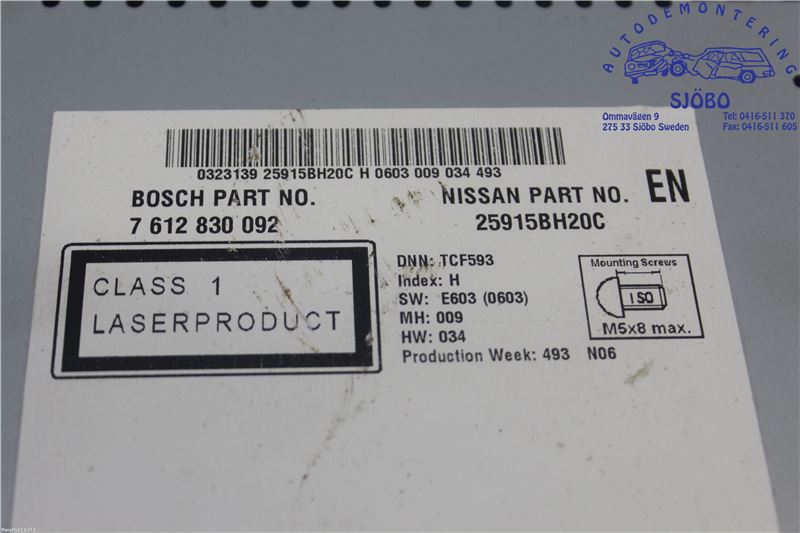 AUTODEMONTERING
SJÖBO
Ommavägen 9
275 33 Sjöbo Sweden
Tel: 0416-511 370
Fax: 0416-511 605
0323139 25915BH20C H 0603 009 034 493
BOSCH PART NO.
7 612 830 092
NISSAN PART NO.
25915BH20C
EN
CLASS 1
LASERPRODUCT
DNN: TCF593
Index: H
SW: E603 (0603)
MH: 009
HW: 034
Production Week: 493 N06
Mounting Screws
ISO
M5x8 max.